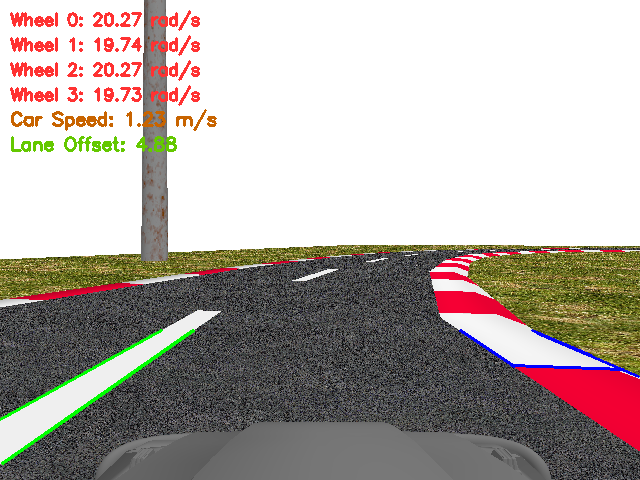 Wheel 0: 20.27 rad/s
Wheel 1: 19.74 rad/s
Wheel 2: 20.27 rad/s
Wheel 3: 19.73 rad/s
Car Speed: 1.23 m/s
Lane Offset: 4.88